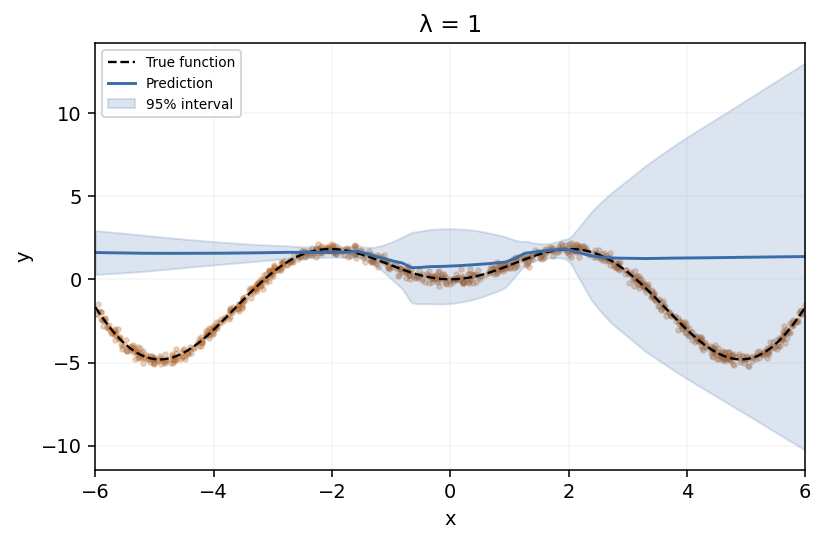 λ = 1
True function
Prediction
95% interval
y
10
5
0
−5
−10
−6
−4
−2
0
2
4
6
x